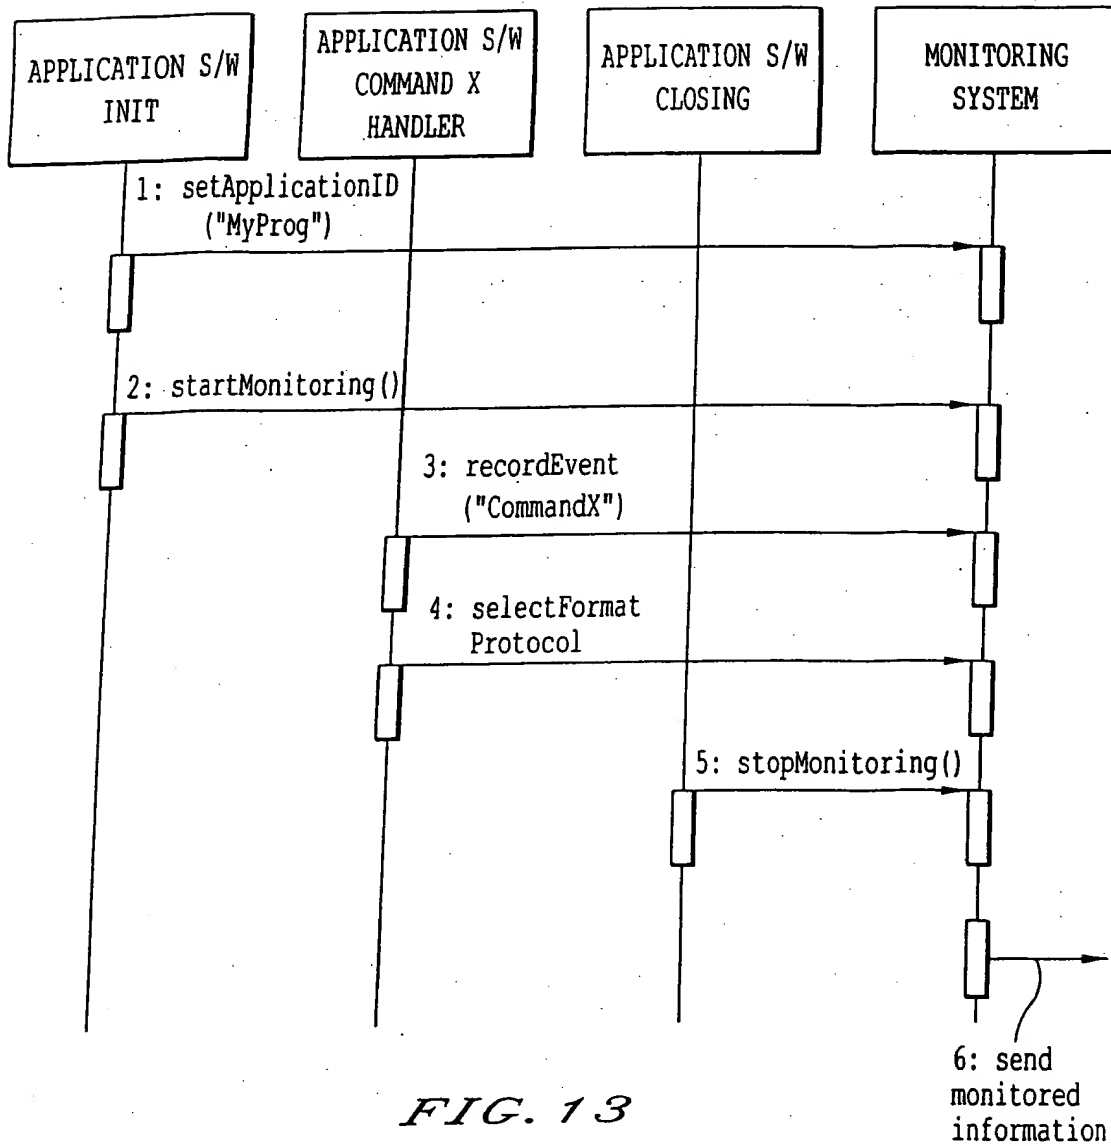 APPLICATION S/W
INIT
APPLICATION S/W
COMMAND X
HANDLER
APPLICATION S/W
CLOSING
MONITORING
SYSTEM
1: setApplicationID
("MyProg")
2: startMonitoring()
3: recordEvent
("CommandX")
4: selectFormat
Protocol
5: stopMonitoring()
6: send
monitored
information
FIG. 13